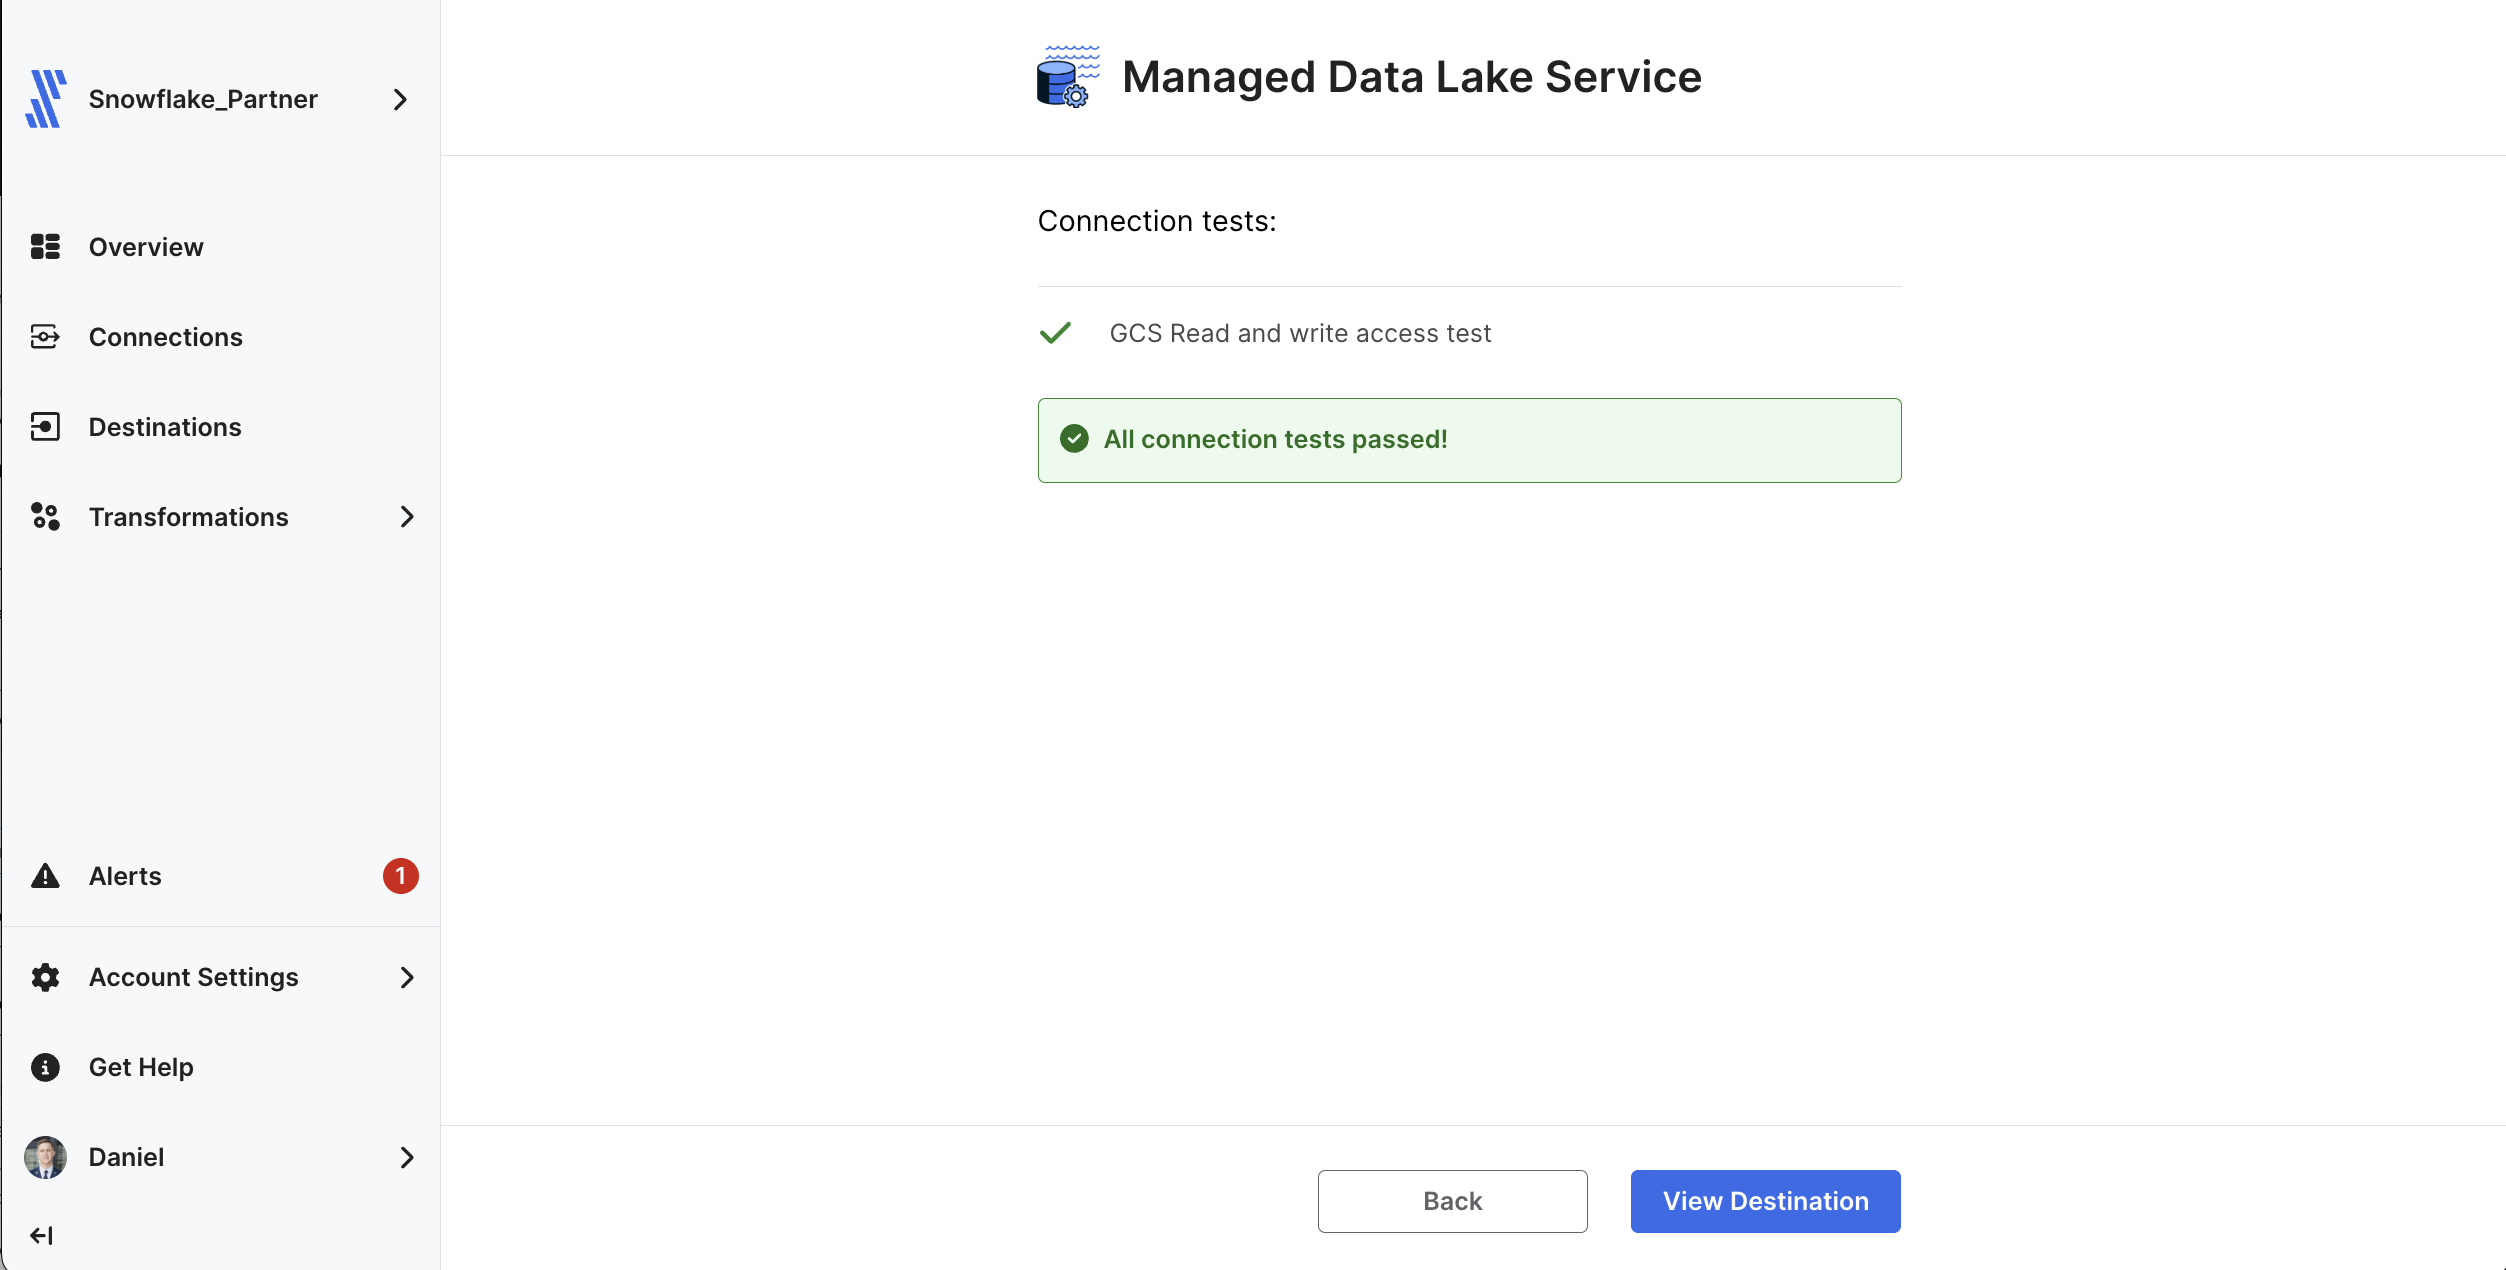 Snowflake_Partner
Overview
Connections
Destinations
Transformations
Alerts
1
Account Settings
Get Help
Daniel
Managed Data Lake Service
Connection tests:
GCS Read and write access test
All connection tests passed!
Back
View Destination